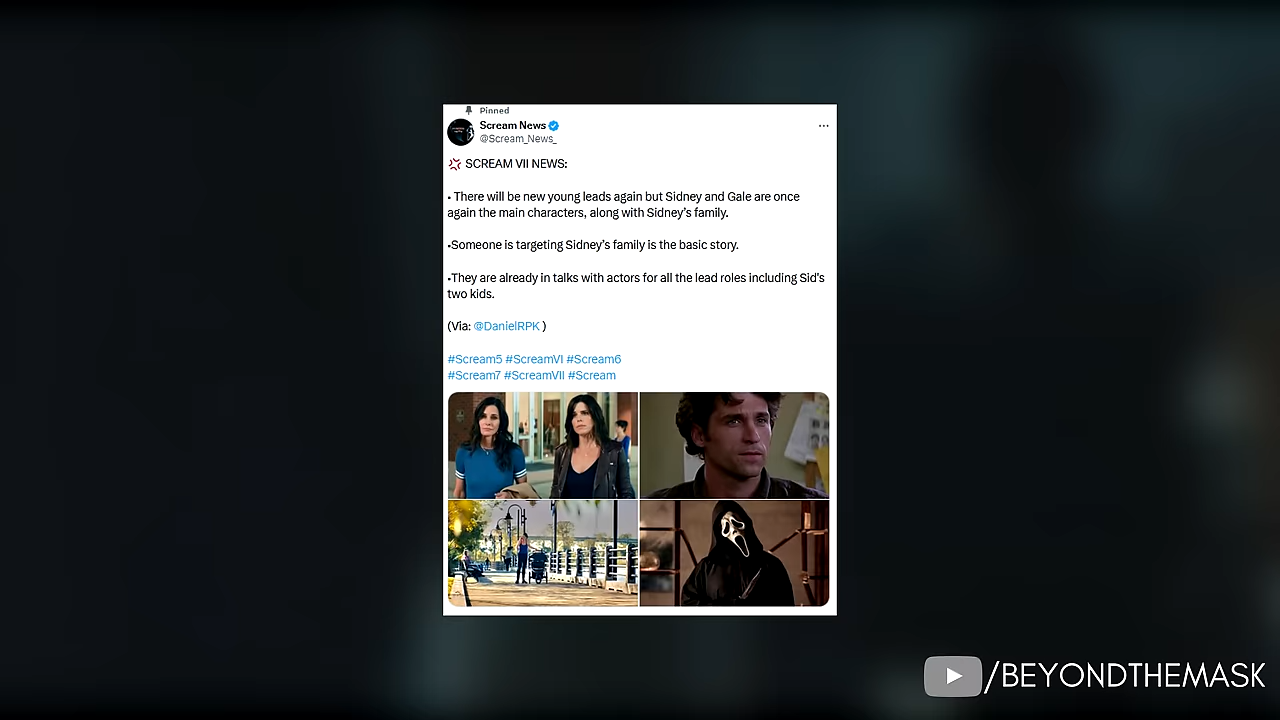 Pinned
Scream News
@Scream_News_
SCREAM VII NEWS:
• There will be new young leads again but Sidney and Gale are once
again the main characters, along with Sidney’s family.
•Someone is targeting Sidney’s family is the basic story.
•They are already in talks with actors for all the lead roles including Sid's
two kids.
(Via: @DanielRPK )
#Scream5 #ScreamVI #Scream6
#Scream7 #ScreamVII #Scream
/BEYONDTHEMASK